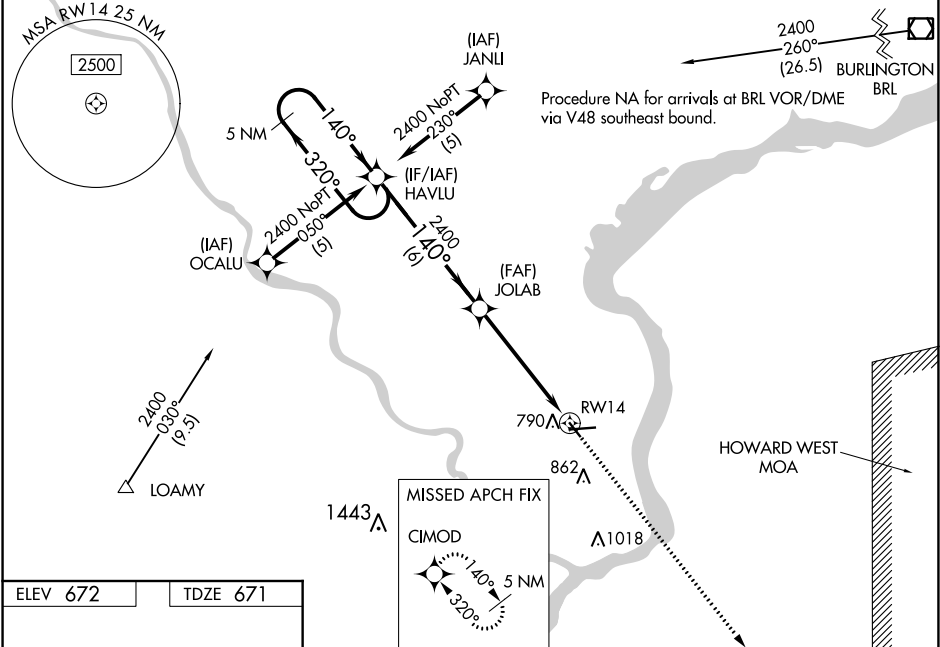 MSA RW14 25 NM
2500
(IAF)
JANLI
2400
260°
(26.5)
BURLINGTON
BRL
Procedure NA for arrivals at BRL VOR/DME
via V48 southeast bound.
2400 NoPT
230°
(5)
5 NM
140°
320°
(IF/IAF)
HAVLU
2400 NoPT
050°
(5)
(IAF)
OCALU
2400
140°
(6)
(FAF)
JOLAB
2400
030°
(9.5)
LOAMY
790
RW14
862
HOWARD WEST
MOA
1443
1018
MISSED APCH FIX
CIMOD
140°
5 NM
320°
ELEV 672
TDZE 671